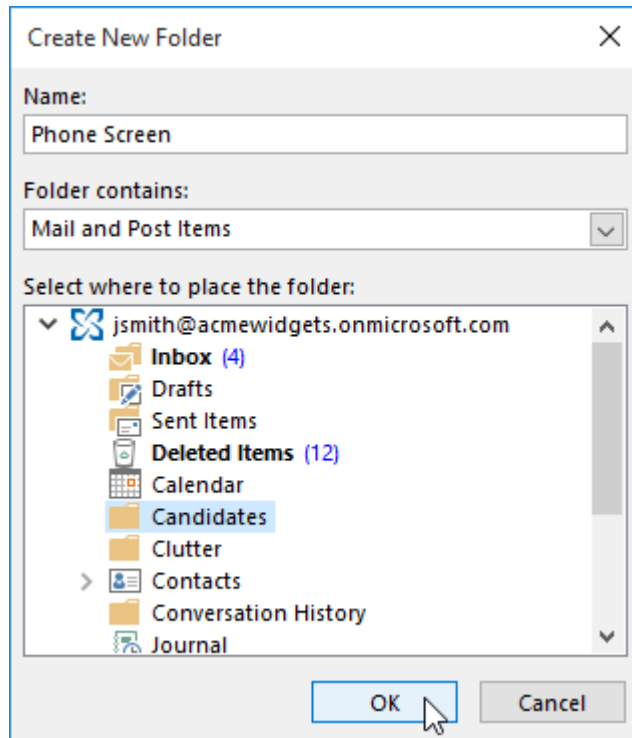 Create New Folder
Name:
Phone Screen
Folder contains:
Mail and Post Items
Select where to place the folder:
jsmith@acmewidgets.onmicrosoft.com
Inbox (4)
Drafts
Sent Items
Deleted Items (12)
Calendar
Candidates
Clutter
Contacts
Conversation History
Journal
OK Cancel